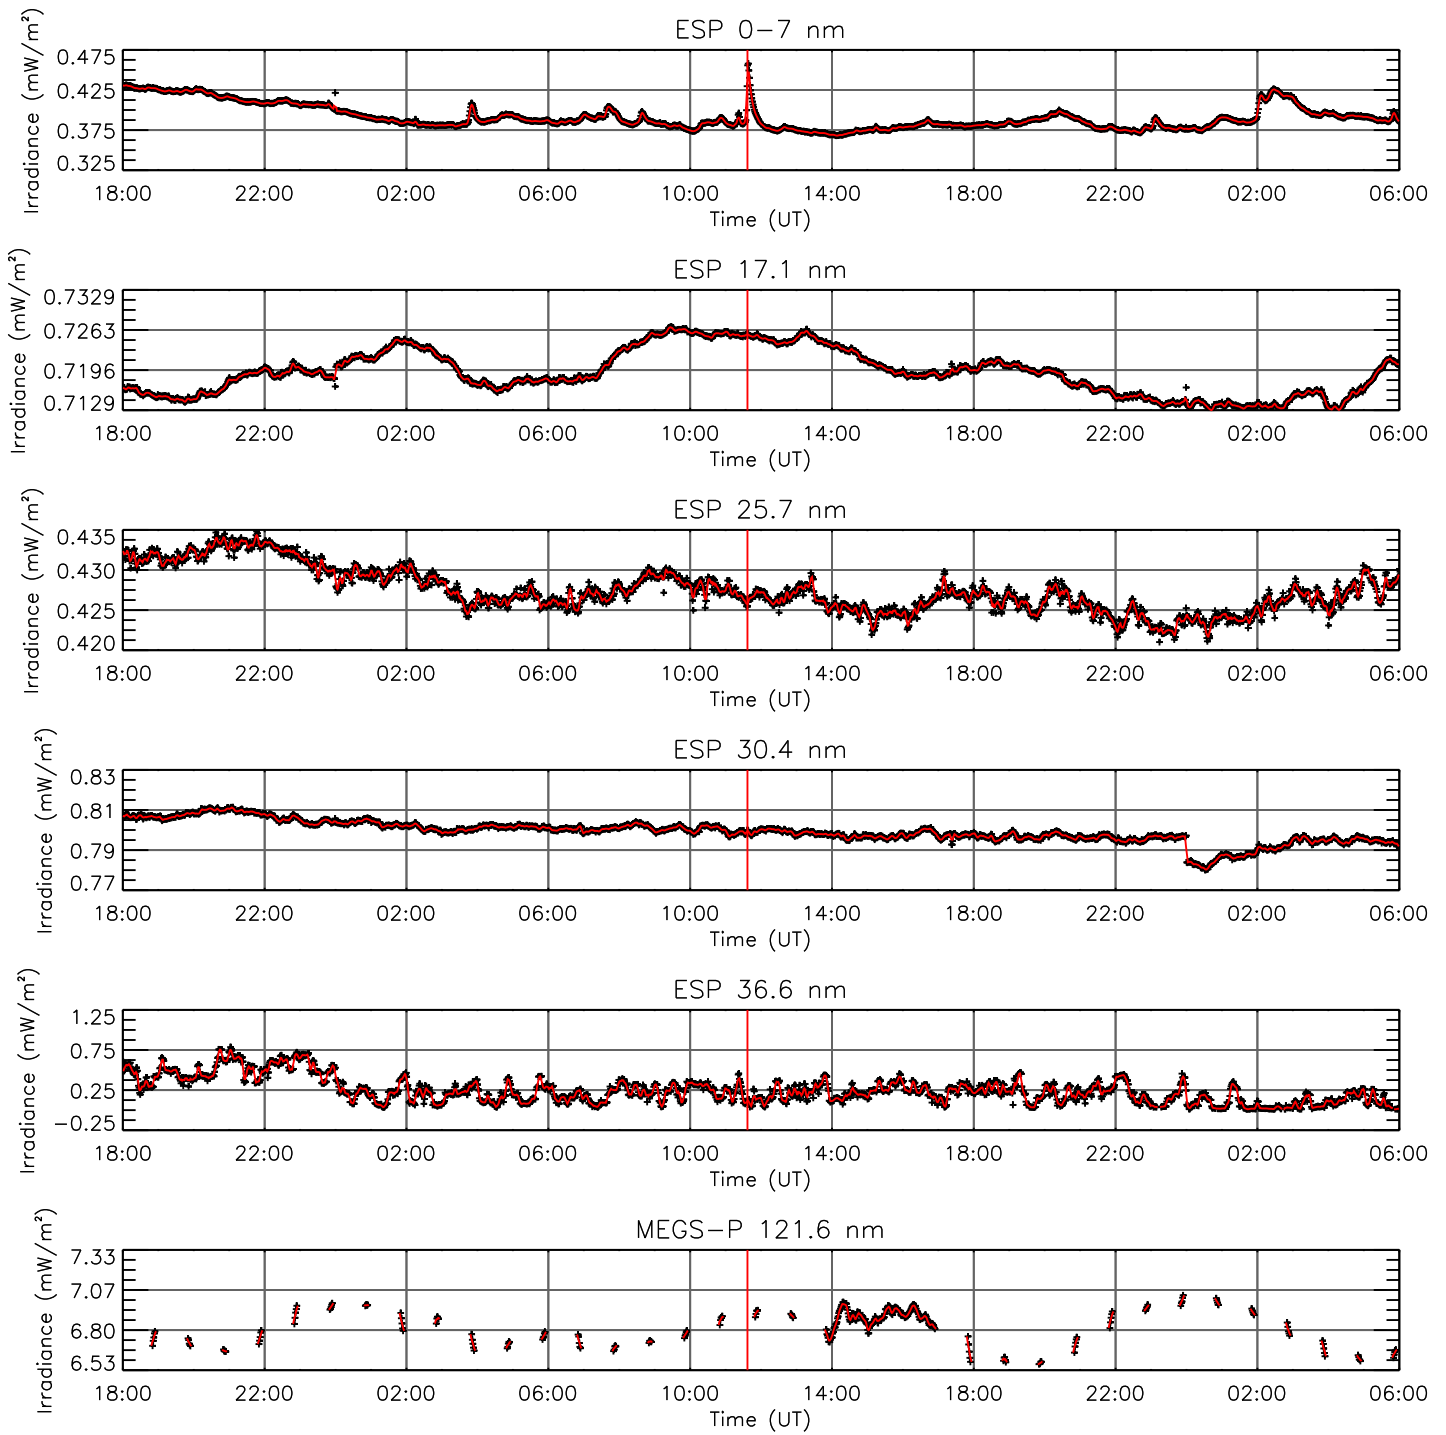 ESP 0-7 nm
Irradiance (mW/m²)
0.475
0.425
0.375
0.325
18:00 22:00 02:00 06:00 10:00 14:00 18:00 22:00 02:00 06:00
Time (UT)
ESP 17.1 nm
Irradiance (mW/m²)
0.7329
0.7263
0.7196
0.7129
18:00 22:00 02:00 06:00 10:00 14:00 18:00 22:00 02:00 06:00
Time (UT)
ESP 25.7 nm
Irradiance (mW/m²)
0.435
0.430
0.425
0.420
18:00 22:00 02:00 06:00 10:00 14:00 18:00 22:00 02:00 06:00
Time (UT)
ESP 30.4 nm
Irradiance (mW/m²)
0.83
0.81
0.79
0.77
18:00 22:00 02:00 06:00 10:00 14:00 18:00 22:00 02:00 06:00
Time (UT)
ESP 36.6 nm
Irradiance (mW/m²)
1.25
0.75
0.25
-0.25
18:00 22:00 02:00 06:00 10:00 14:00 18:00 22:00 02:00 06:00
Time (UT)
MEGS-P 121.6 nm
Irradiance (mW/m²)
7.33
7.07
6.80
6.53
18:00 22:00 02:00 06:00 10:00 14:00 18:00 22:00 02:00 06:00
Time (UT)